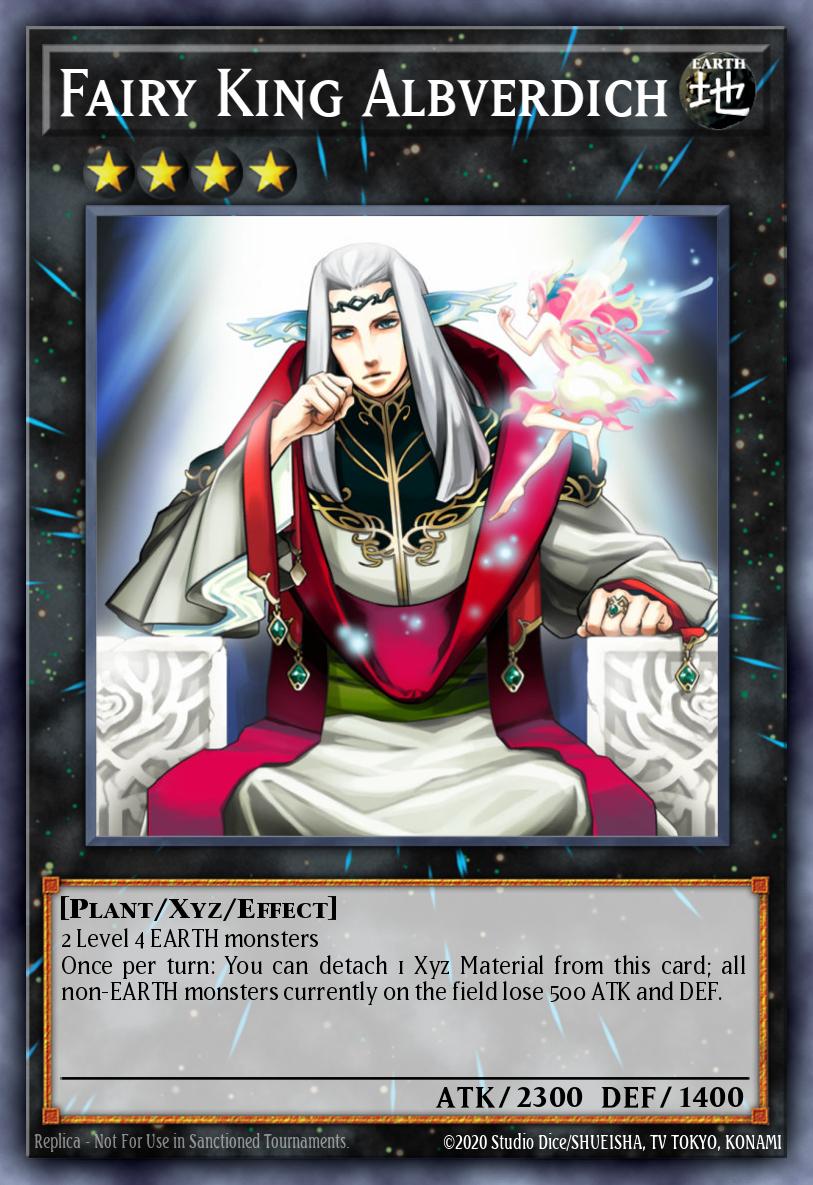 Fairy King Albverdich
EARTH
地
[Plant/Xyz/Effect]
2 Level 4 EARTH monsters
Once per turn: You can detach 1 Xyz Material from this card; all
non-EARTH monsters currently on the field lose 500 ATK and DEF.
ATK/2300 DEF/1400
Replica - Not For Use in Sanctioned Tournaments.
©2020 Studio Dice/SHUEISHA, TV TOKYO, KONAMI